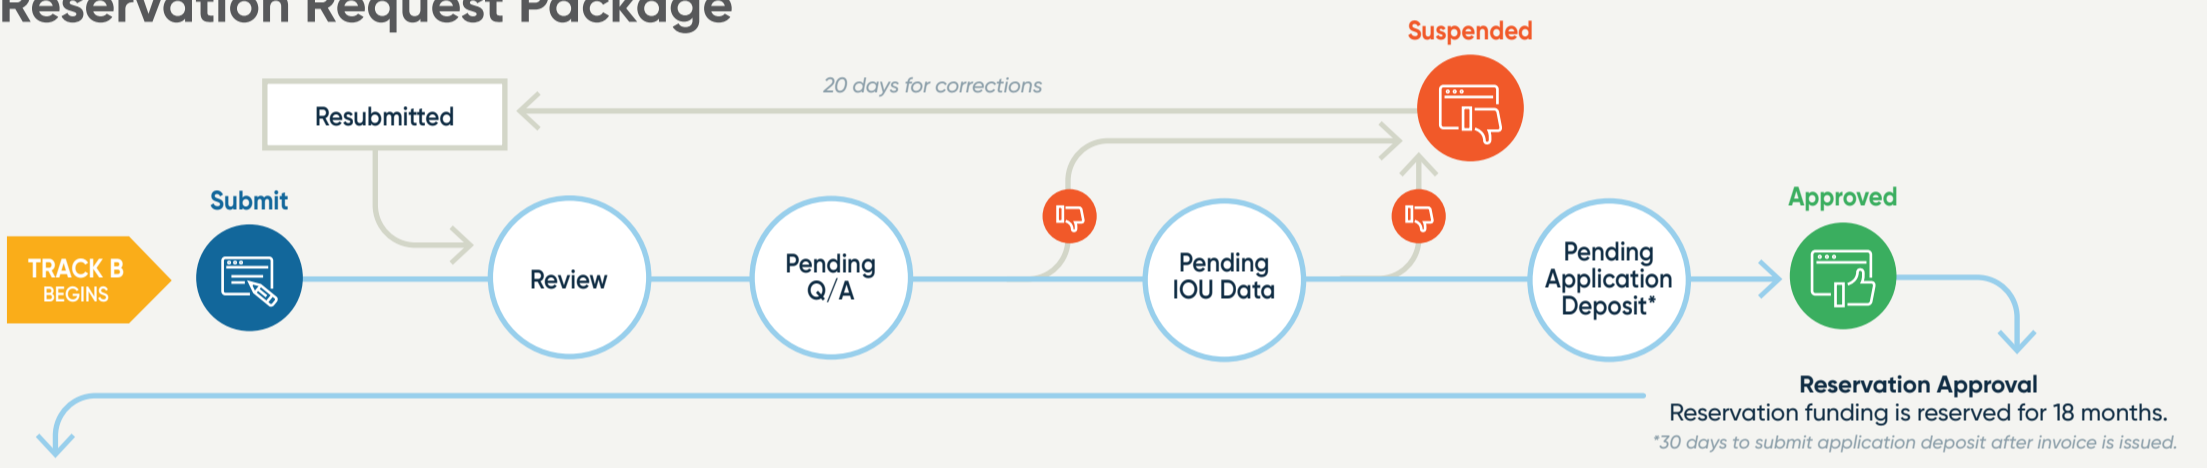 Reservation Request Package
Suspended
20 days for corrections
Resubmitted
Submit
Approved
TRACK B
BEGINS
Review
Pending
Q/A
Pending
IOU Data
Pending
Application
Deposit*
Reservation Approval
Reservation funding is reserved for 18 months.
*30 days to submit application deposit after invoice is issued.